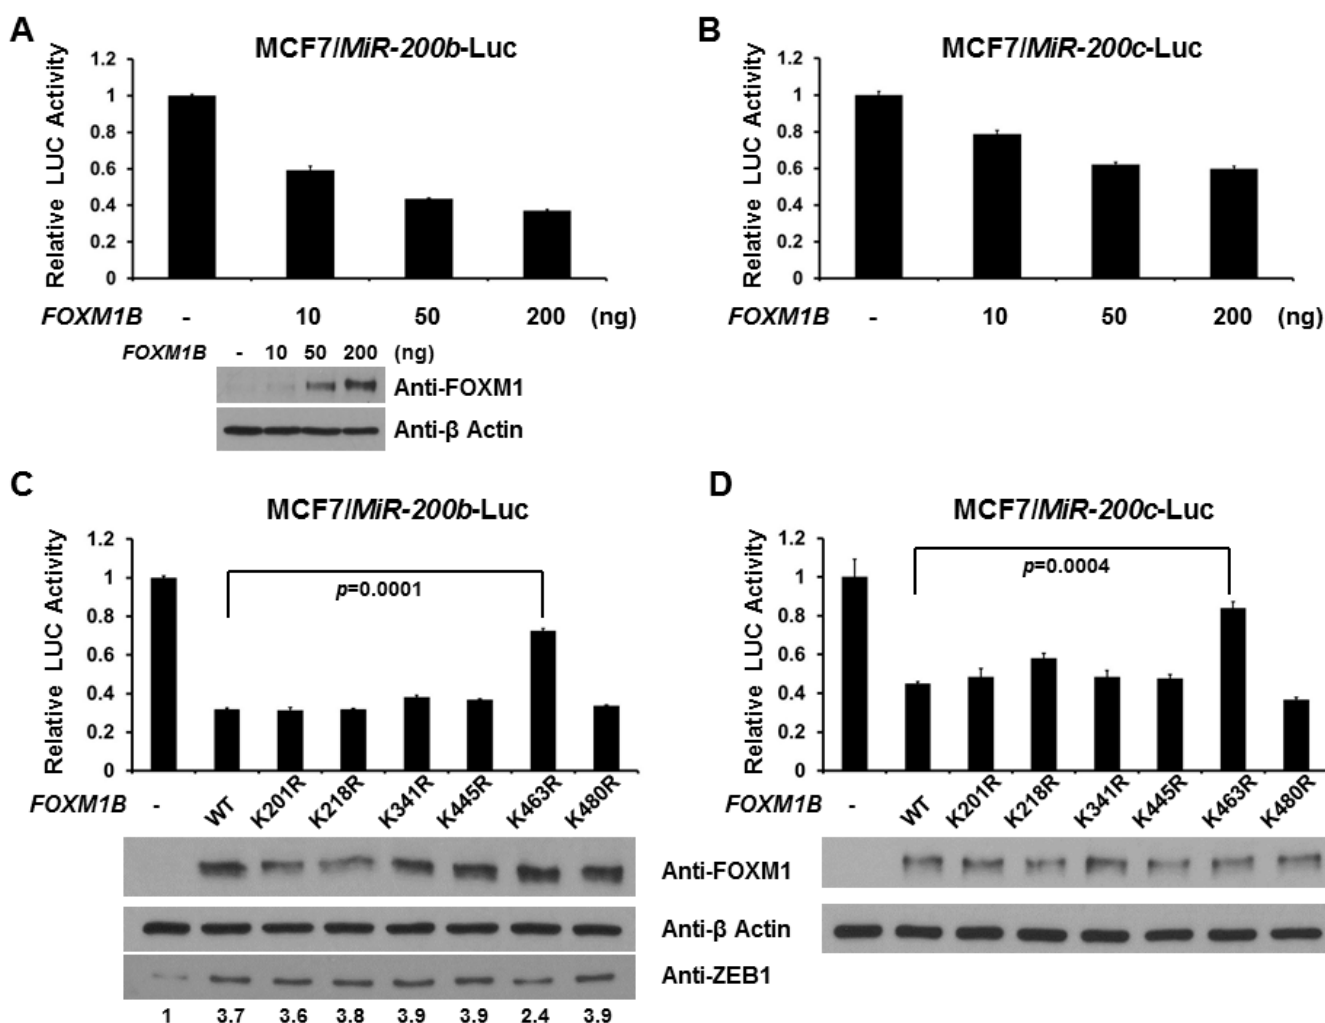 A
MCF7/MiR-200b-Luc
Relative LUC Activity
1.2
1
0.8
0.6
0.4
0.2
0
FOXM1B - 10 50 200 (ng)
FOXM1B - 10 50 200 (ng)
Anti-FOXM1
Anti-β Actin
B
MCF7/MiR-200c-Luc
Relative LUC Activity
1.2
1
0.8
0.6
0.4
0.2
0
FOXM1B - 10 50 200 (ng)
C
MCF7/MiR-200b-Luc
Relative LUC Activity
1.2
1
0.8
0.6
0.4
0.2
0
p=0.0001
FOXM1B - WT K201R K218R K341R K445R K463R K480R
Anti-FOXM1
Anti-β Actin
Anti-ZEB1
1 3.7 3.6 3.8 3.9 3.9 2.4 3.9
D
MCF7/MiR-200c-Luc
Relative LUC Activity
1.2
1
0.8
0.6
0.4
0.2
0
p=0.0004
FOXM1B - WT K201R K218R K341R K445R K463R K480R